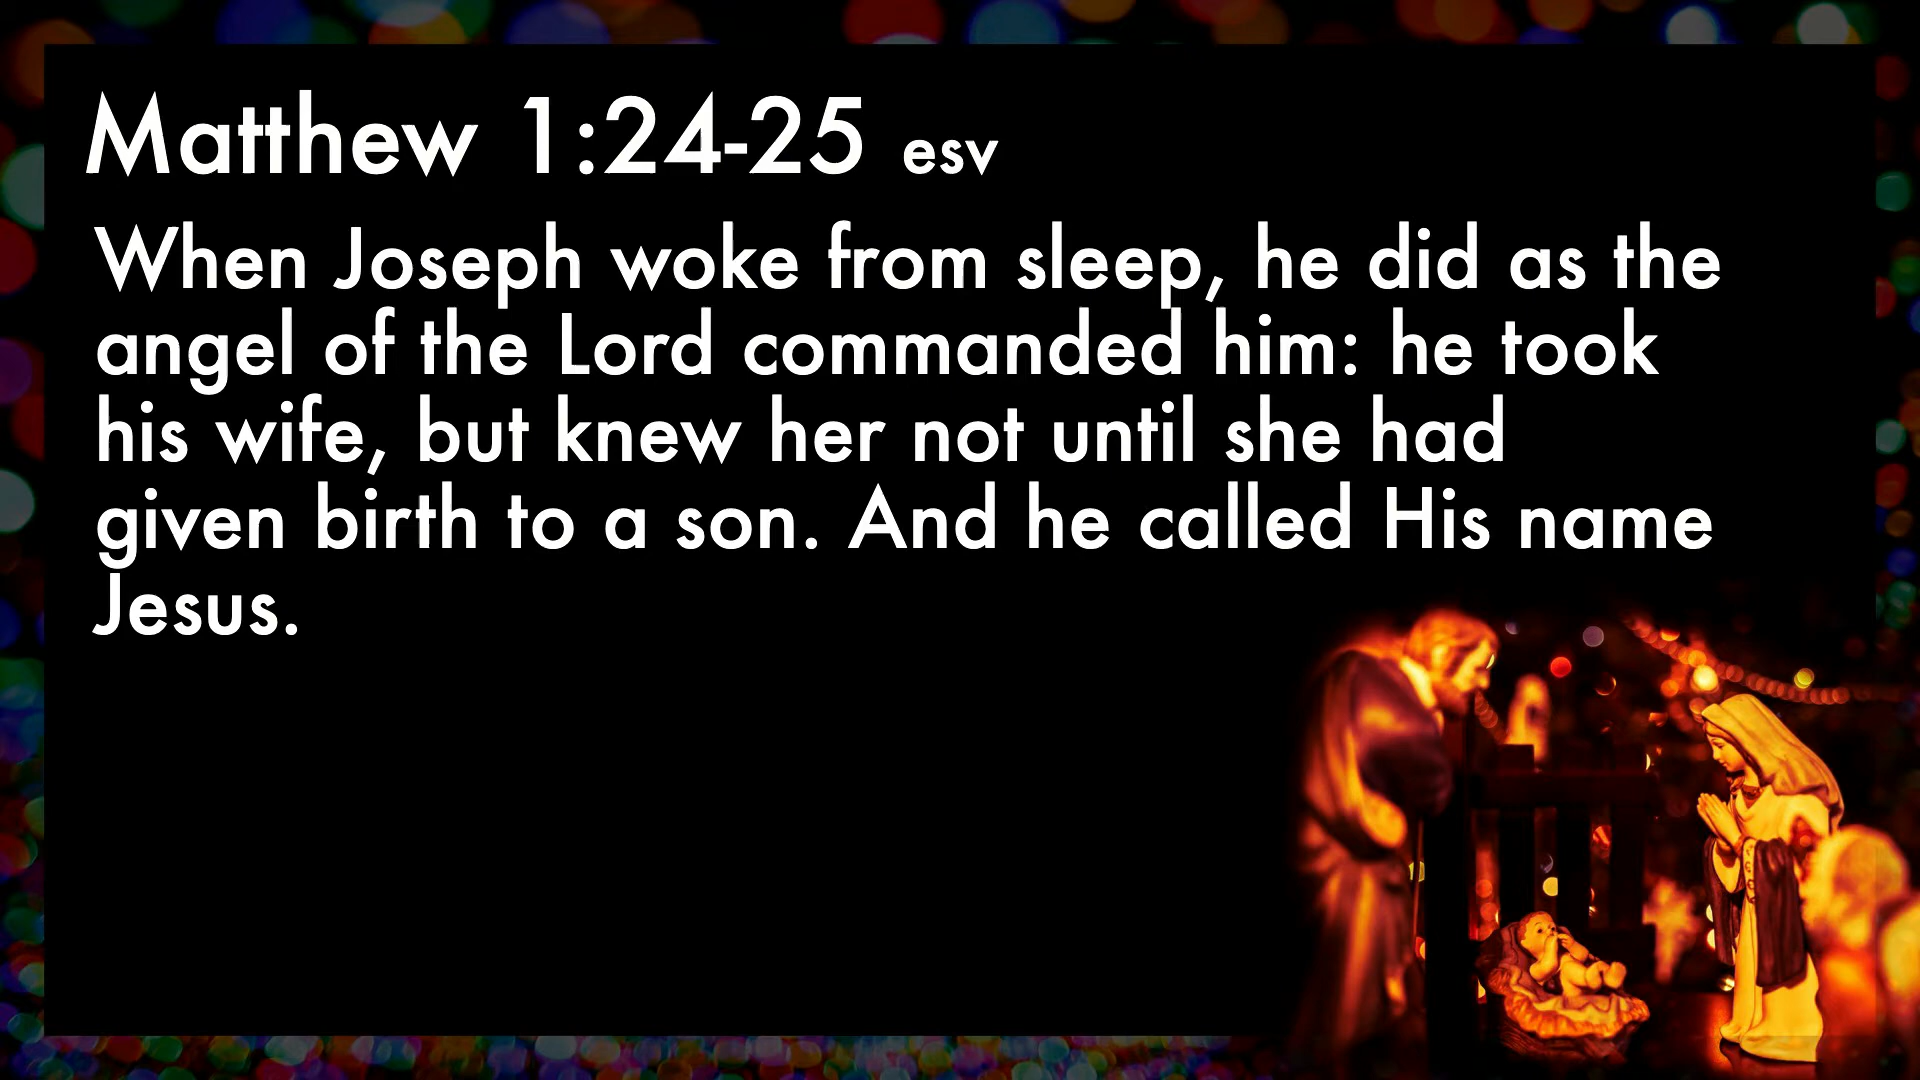 Matthew 1:24-25 esv
When Joseph woke from sleep, he did as the
angel of the Lord commanded him: he took
his wife, but knew her not until she had
given birth to a son. And he called His name
Jesus.